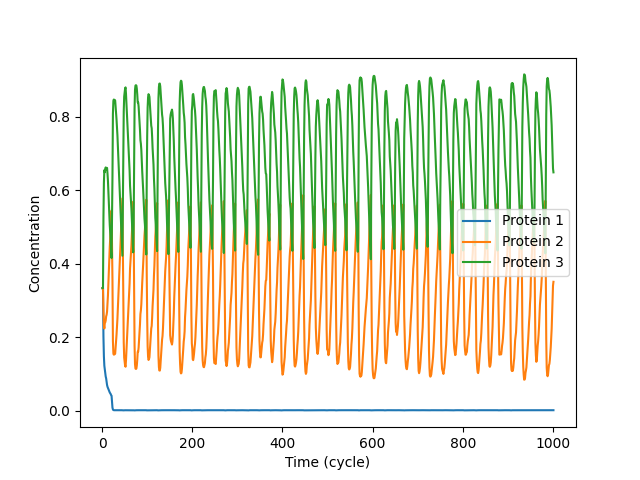 0.8
0.6
0.4
0.2
0.0
Concentration
Protein 1
Protein 2
Protein 3
0 200 400 600 800 1000
Time (cycle)